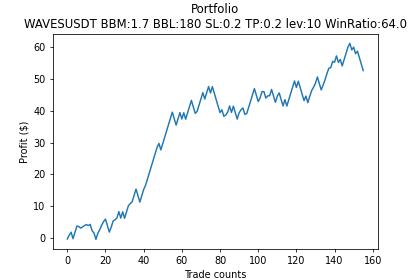 Portfolio
WAVESUSDT BBM:1.7 BBL:180 SL:0.2 TP:0.2 lev:10 WinRatio:64.0
60
50
40
30
20
10
0
Profit ($)
0 20 40 60 80 100 120 140 160
Trade counts